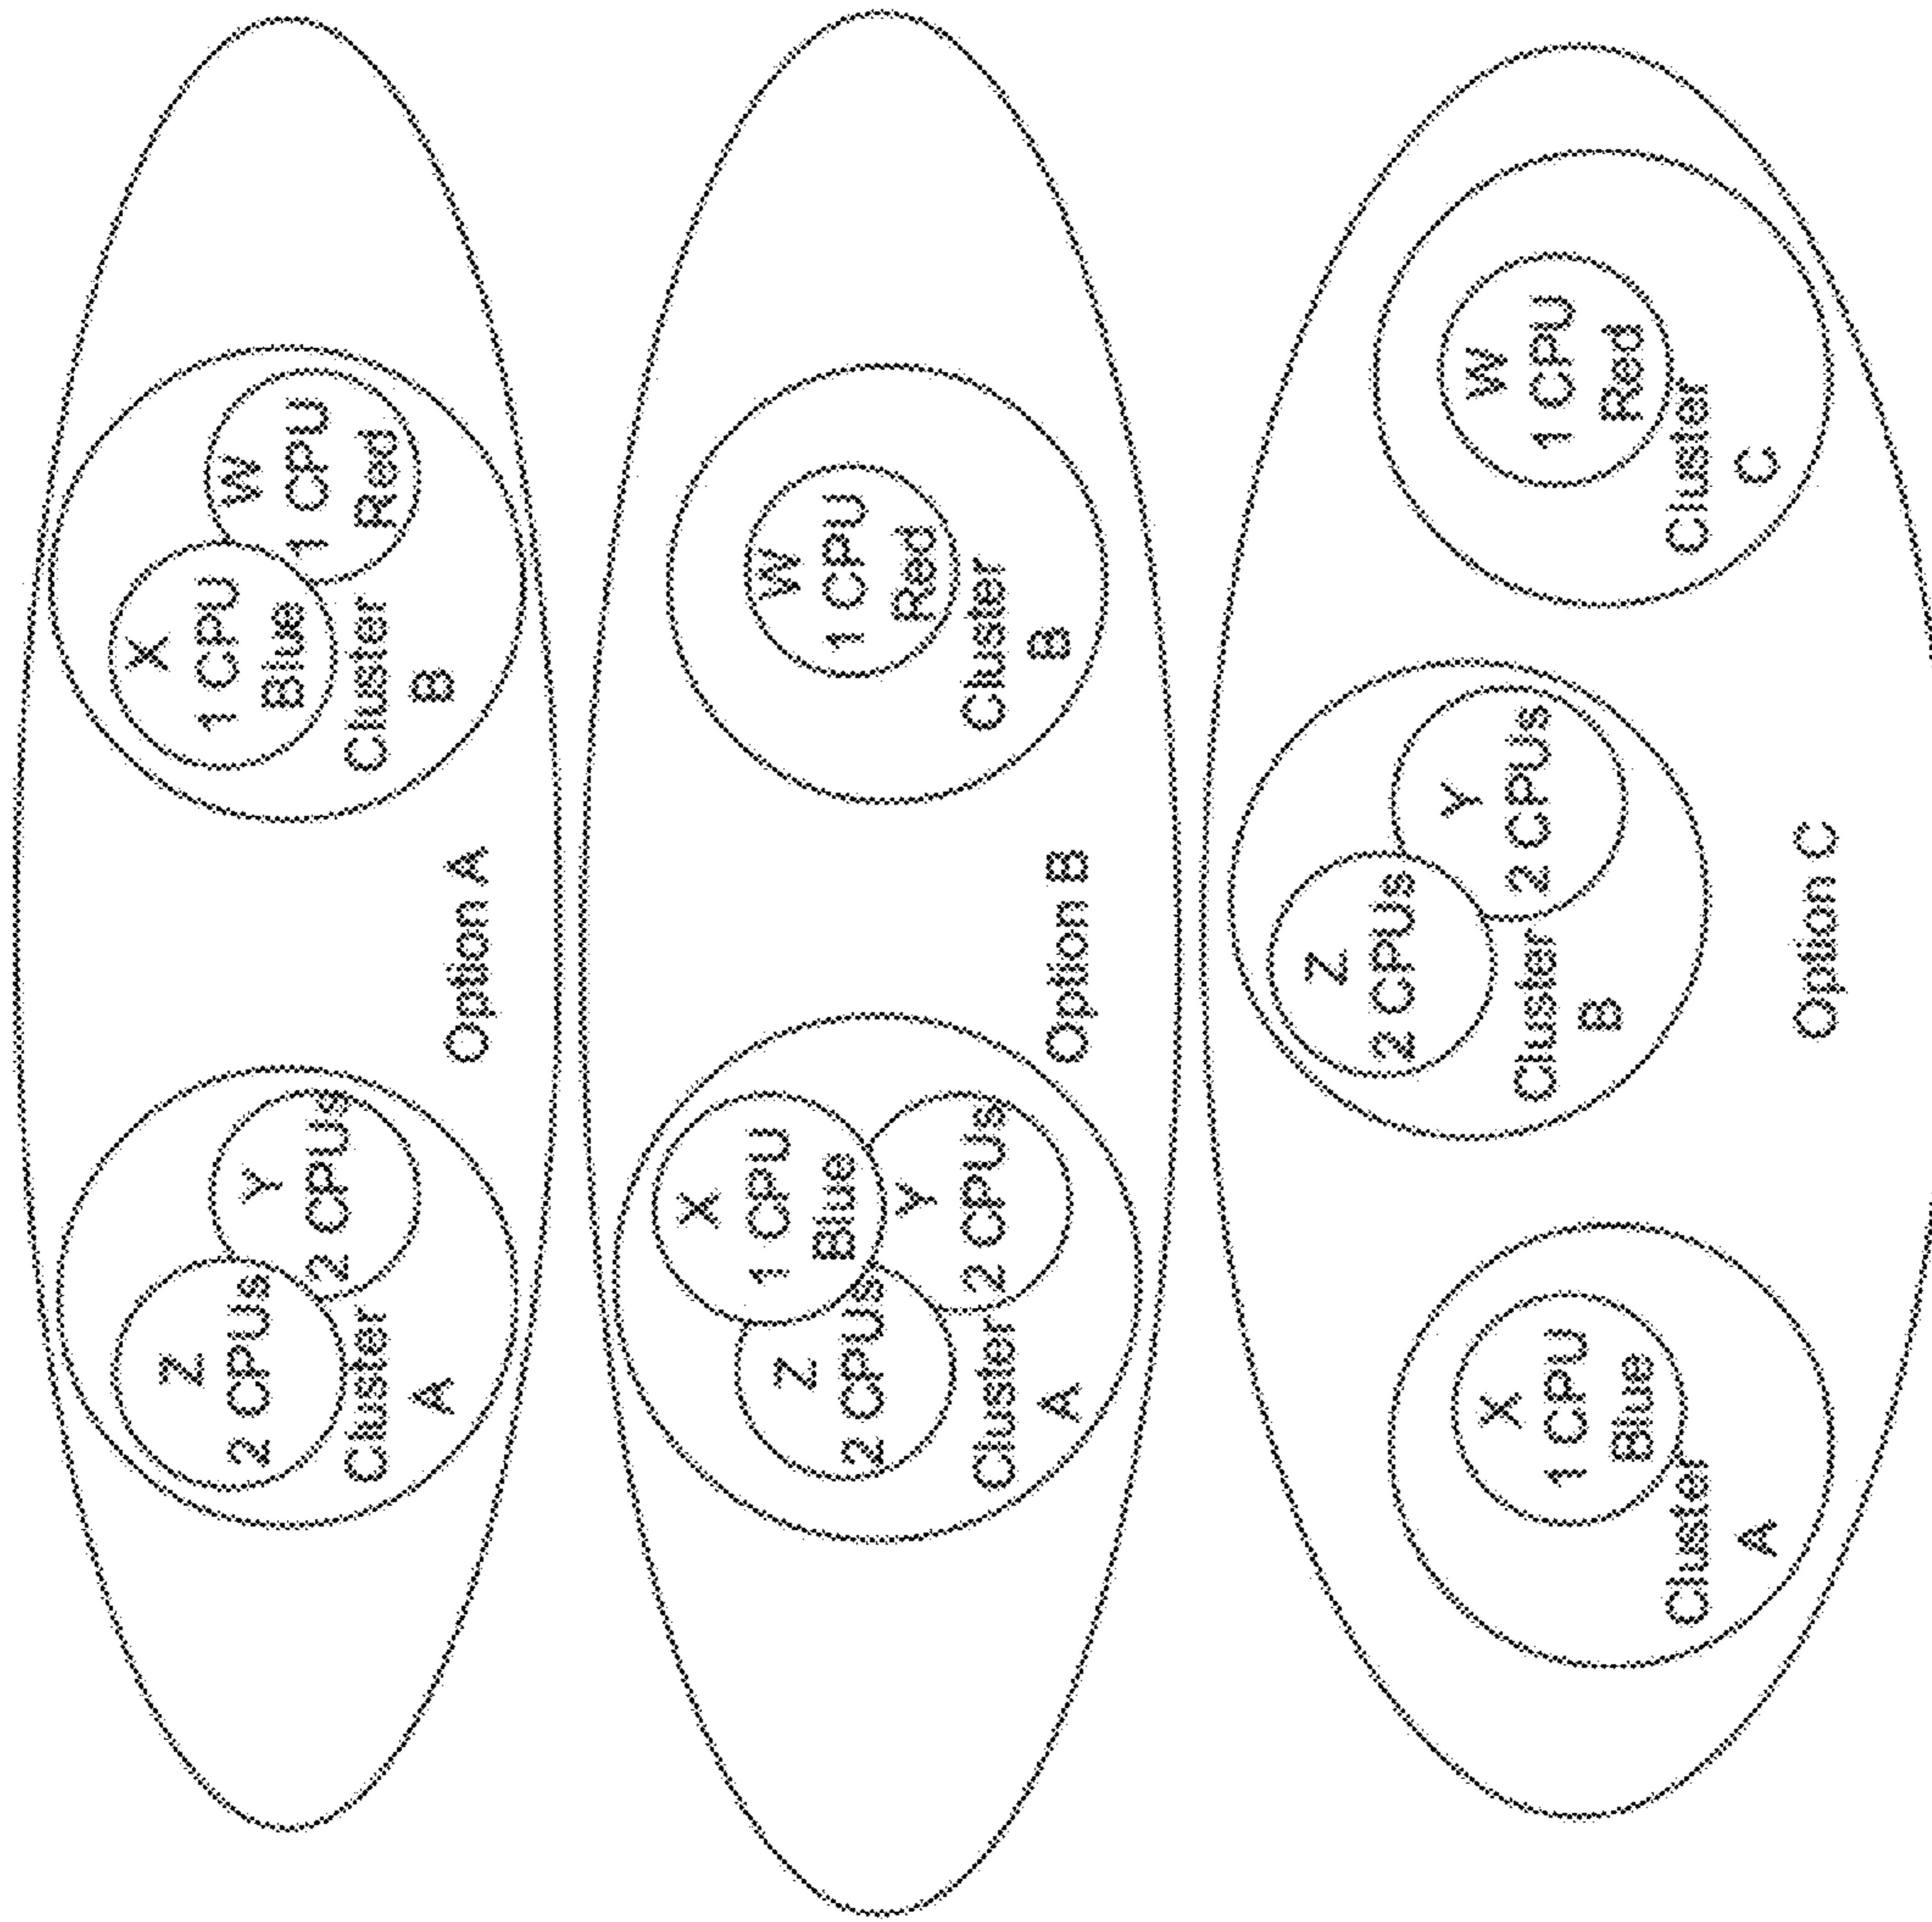 Z
2 CPUs
Y
2 CPUs
Cluster
A
X
1 CPU
Blue
W
1 CPU
Red
Cluster
B
Option A
X
1 CPU
Blue
Z
2 CPUs
Y
2 CPUs
Cluster
A
W
1 CPU
Red
Cluster
B
Option B
X
1 CPU
Blue
Cluster
A
Z
2 CPUs
Y
2 CPUs
Cluster
B
W
1 CPU
Red
Cluster
C
Option C